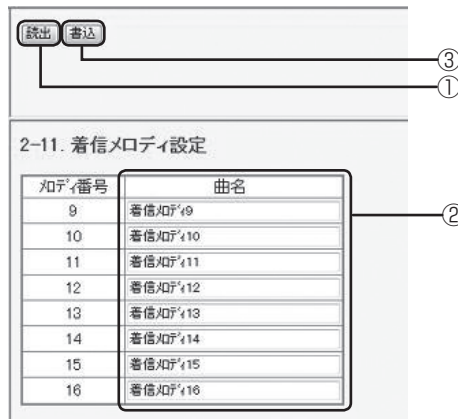 読出 書込
③
①
2-11. 着信メロディ設定
ﾒﾛﾃﾞｨ番号 曲名
9 着信ﾒﾛﾃﾞｨ9
②
10 着信ﾒﾛﾃﾞｨ10
11 着信ﾒﾛﾃﾞｨ11
12 着信ﾒﾛﾃﾞｨ12
13 着信ﾒﾛﾃﾞｨ13
14 着信ﾒﾛﾃﾞｨ14
15 着信ﾒﾛﾃﾞｨ15
16 着信ﾒﾛﾃﾞｨ16